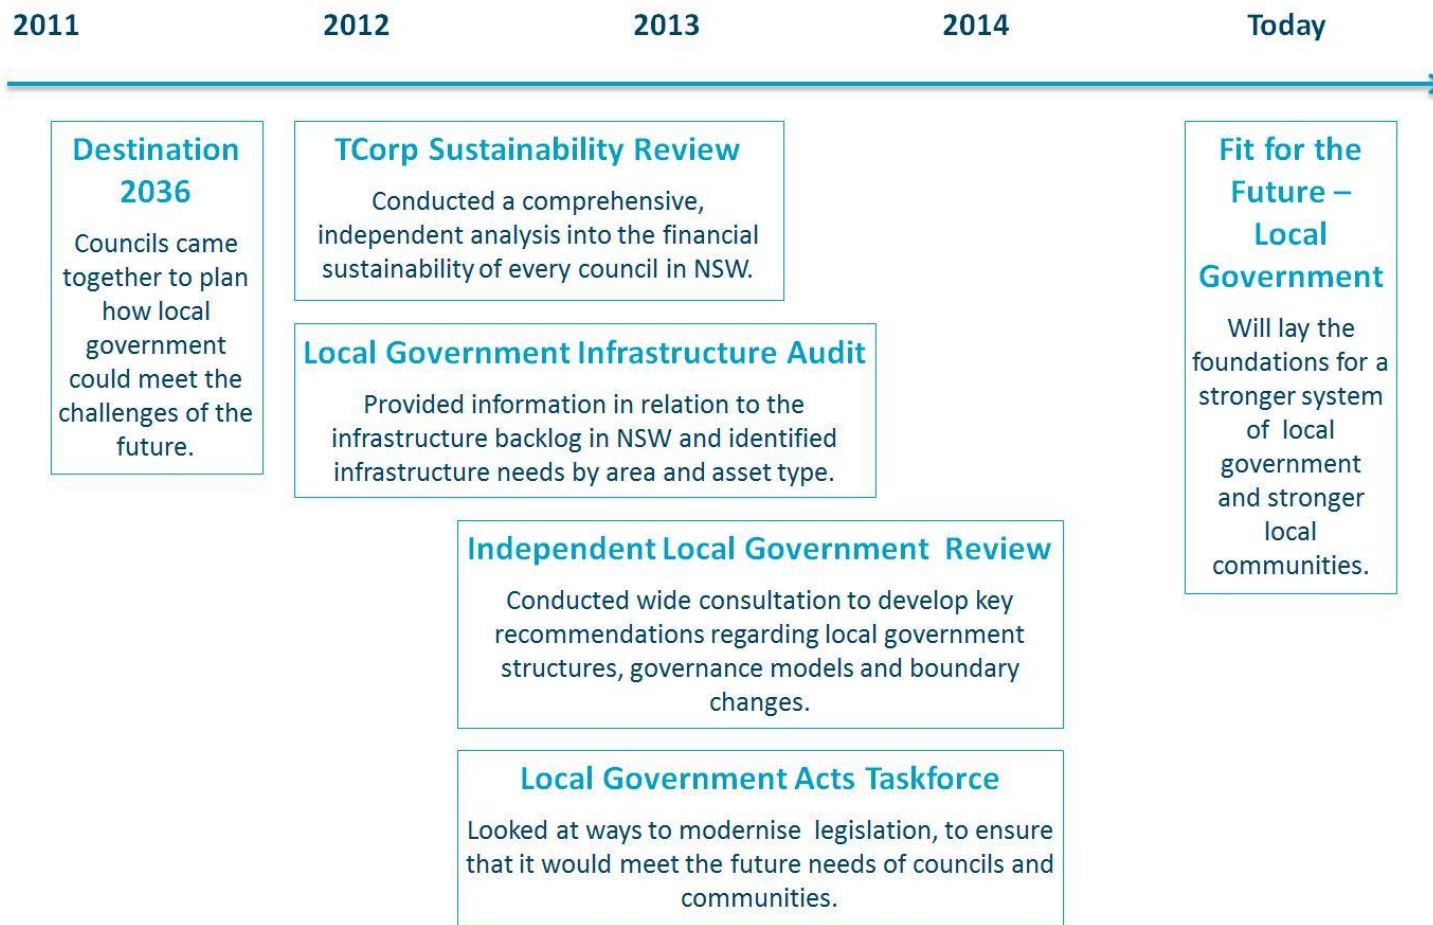 2011 2012 2013 2014 Today
Destination
2036
Councils came
together to plan
how local
government
could meet the
challenges of the
future.
TCorp Sustainability Review
Conducted a comprehensive,
independent analysis into the financial
sustainability of every council in NSW.
Local Government Infrastructure Audit
Provided information in relation to the
infrastructure backlog in NSW and identified
infrastructure needs by area and asset type.
Independent Local Government Review
Conducted wide consultation to develop key
recommendations regarding local government
structures, governance models and boundary
changes.
Local Government Acts Taskforce
Looked at ways to modernise legislation, to ensure
that it would meet the future needs of councils and
communities.
Fit for the
Future –
Local
Government
Will lay the
foundations for a
stronger system
of local
government
and stronger
local
communities.